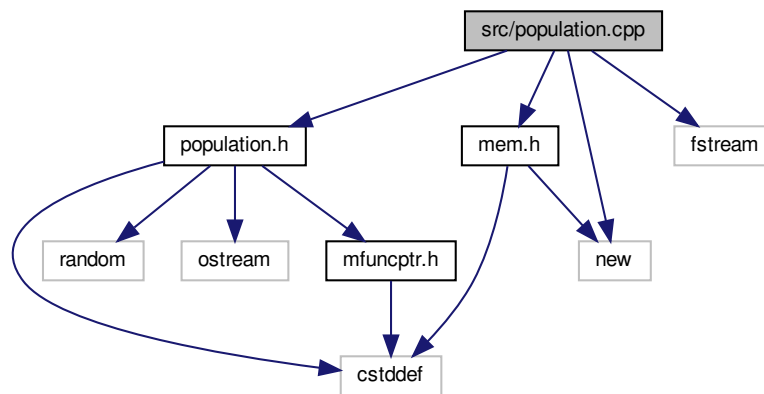 src/population.cpp
population.h
mem.h
fstream
random
ostream
mfuncptr.h
new
cstddef